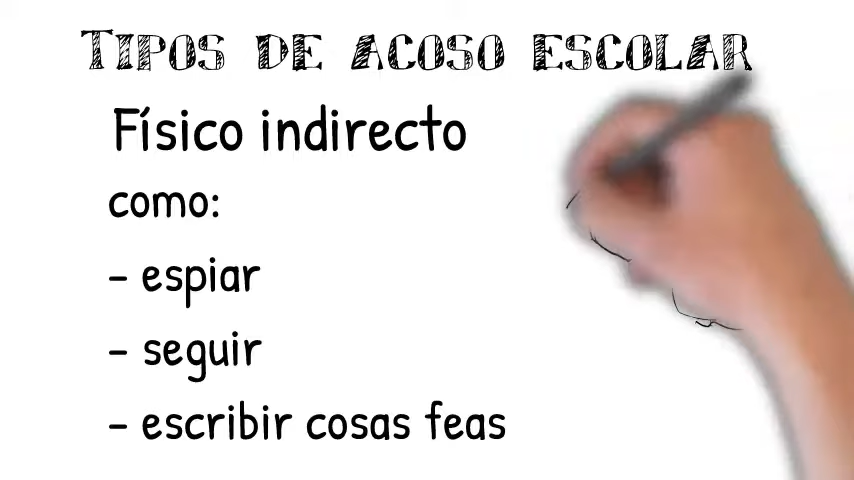 TIPOS DE ACOSO ESCOLAR
Físico indirecto
como:
- espiar
- seguir
- escribir cosas feas